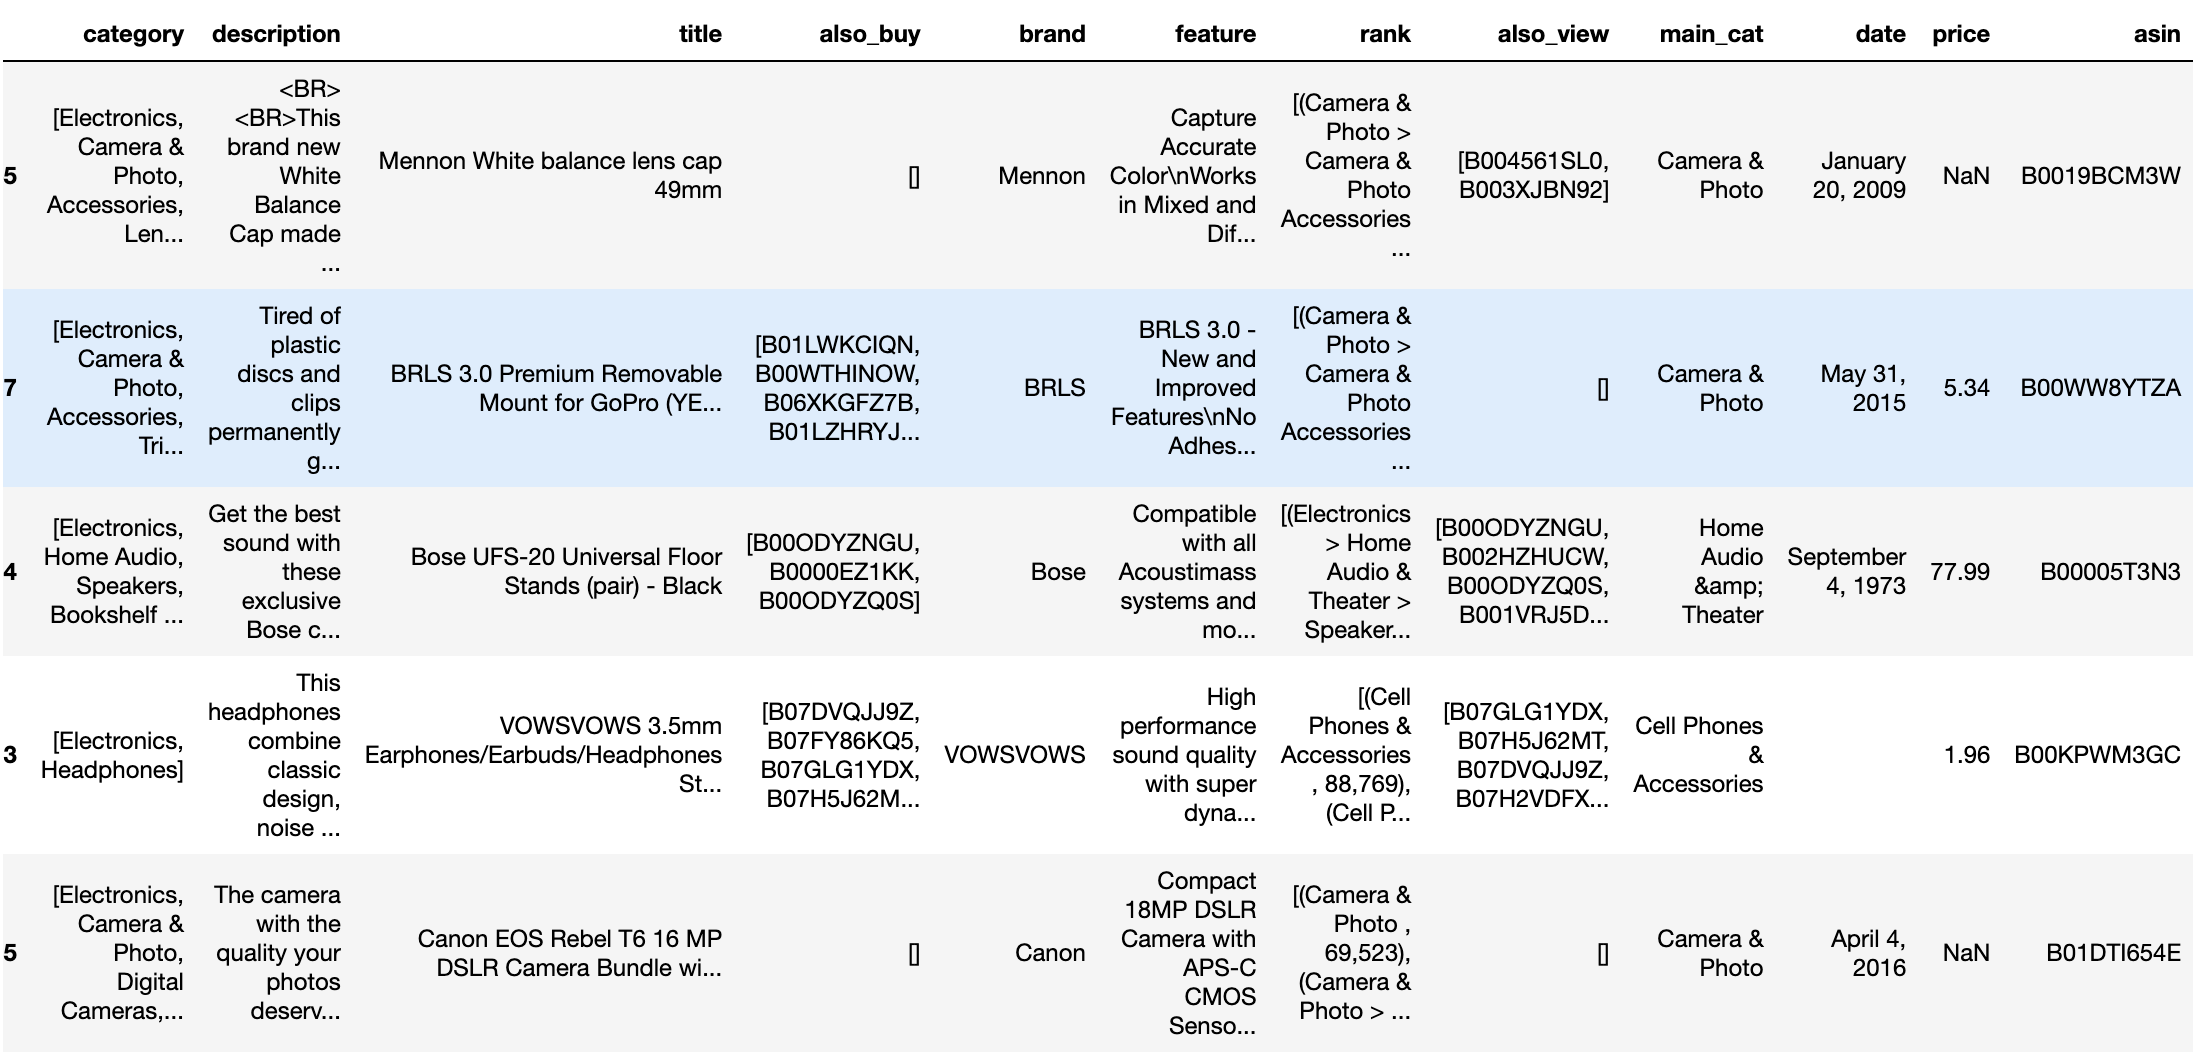 category description title also_buy brand feature rank also_view main_cat date price asin
5
[Electronics,
Camera &
Photo,
Accessories,
Len...
<BR>
<BR>This
brand new
White
Balance
Cap made
...
Mennon White balance lens cap
49mm
[]
Mennon
Capture
Accurate
Color\nWorks
in Mixed and
Dif...
[(Camera &
Photo >
Camera &
Photo
Accessories
...
[B004561SL0,
B003XJBN92]
Camera &
Photo
January
20, 2009
NaN
B0019BCM3W
7
[Electronics,
Camera &
Photo,
Accessories,
Tri...
Tired of
plastic
discs and
clips
permanently
g...
BRLS 3.0 Premium Removable
Mount for GoPro (YE...
[B01LWKCIQN,
B00WTHINOW,
B06XKGFZ7B,
B01LZHRYJ...
BRLS
BRLS 3.0 -
New and
Improved
Features\nNo
Adhes...
[(Camera &
Photo >
Camera &
Photo
Accessories
...
[]
Camera &
Photo
May 31,
2015
5.34
B00WW8YTZA
4
[Electronics,
Home Audio,
Speakers,
Bookshelf ...
Get the best
sound with
these
exclusive
Bose c...
Bose UFS-20 Universal Floor
Stands (pair) - Black
[B00ODYZNGU,
B0000EZ1KK,
B00ODYZQ0S]
Bose
Compatible
with all
Acoustimass
systems and
mo...
[(Electronics
> Home
Audio &
Theater >
Speaker...
[B00ODYZNGU,
B002HZHUCW,
B00ODYZQ0S,
B001VRJ5D...
Home
Audio
&amp;
Theater
September
4, 1973
77.99
B00005T3N3
3
[Electronics,
Headphones]
This
headphones
combine
classic
design,
noise ...
VOWSVOWS 3.5mm
Earphones/Earbuds/Headphones
St...
[B07DVQJJ9Z,
B07FY86KQ5,
B07GLG1YDX,
B07H5J62M...
VOWSVOWS
High
performance
sound quality
with super
dyna...
[(Cell
Phones &
Accessories
, 88,769),
(Cell P...
[B07GLG1YDX,
B07H5J62MT,
B07DVQJJ9Z,
B07H2VDFX...
Cell Phones
&
Accessories
1.96
B00KPWM3GC
5
[Electronics,
Camera &
Photo,
Digital
Cameras,...
The camera
with the
quality your
photos
deserv...
Canon EOS Rebel T6 16 MP
DSLR Camera Bundle wi...
[]
Canon
Compact
18MP DSLR
Camera with
APS-C
CMOS
Senso...
[(Camera &
Photo ,
69,523),
(Camera &
Photo > ...
[]
Camera &
Photo
April 4,
2016
NaN
B01DTI654E